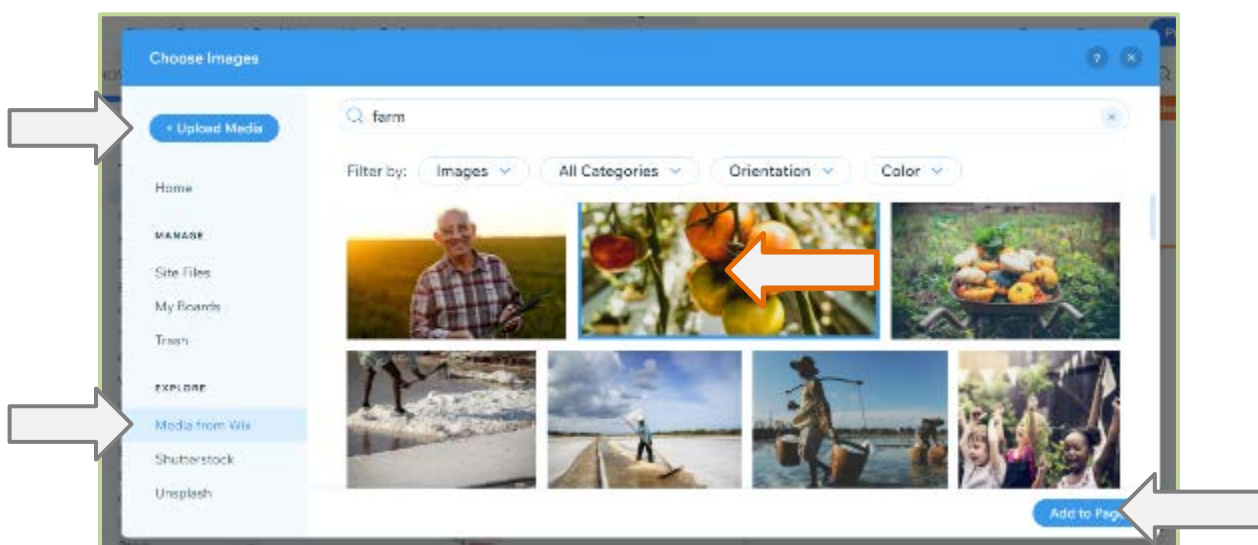 Choose Images
?
+ Upload Media
farm
Filter by: Images All Categories Orientation Color
Home
MANAGE
Site Files
My Boards
Trash
EXPLORE
Media from Wix
Shutterstock
Unsplash
Add to Page